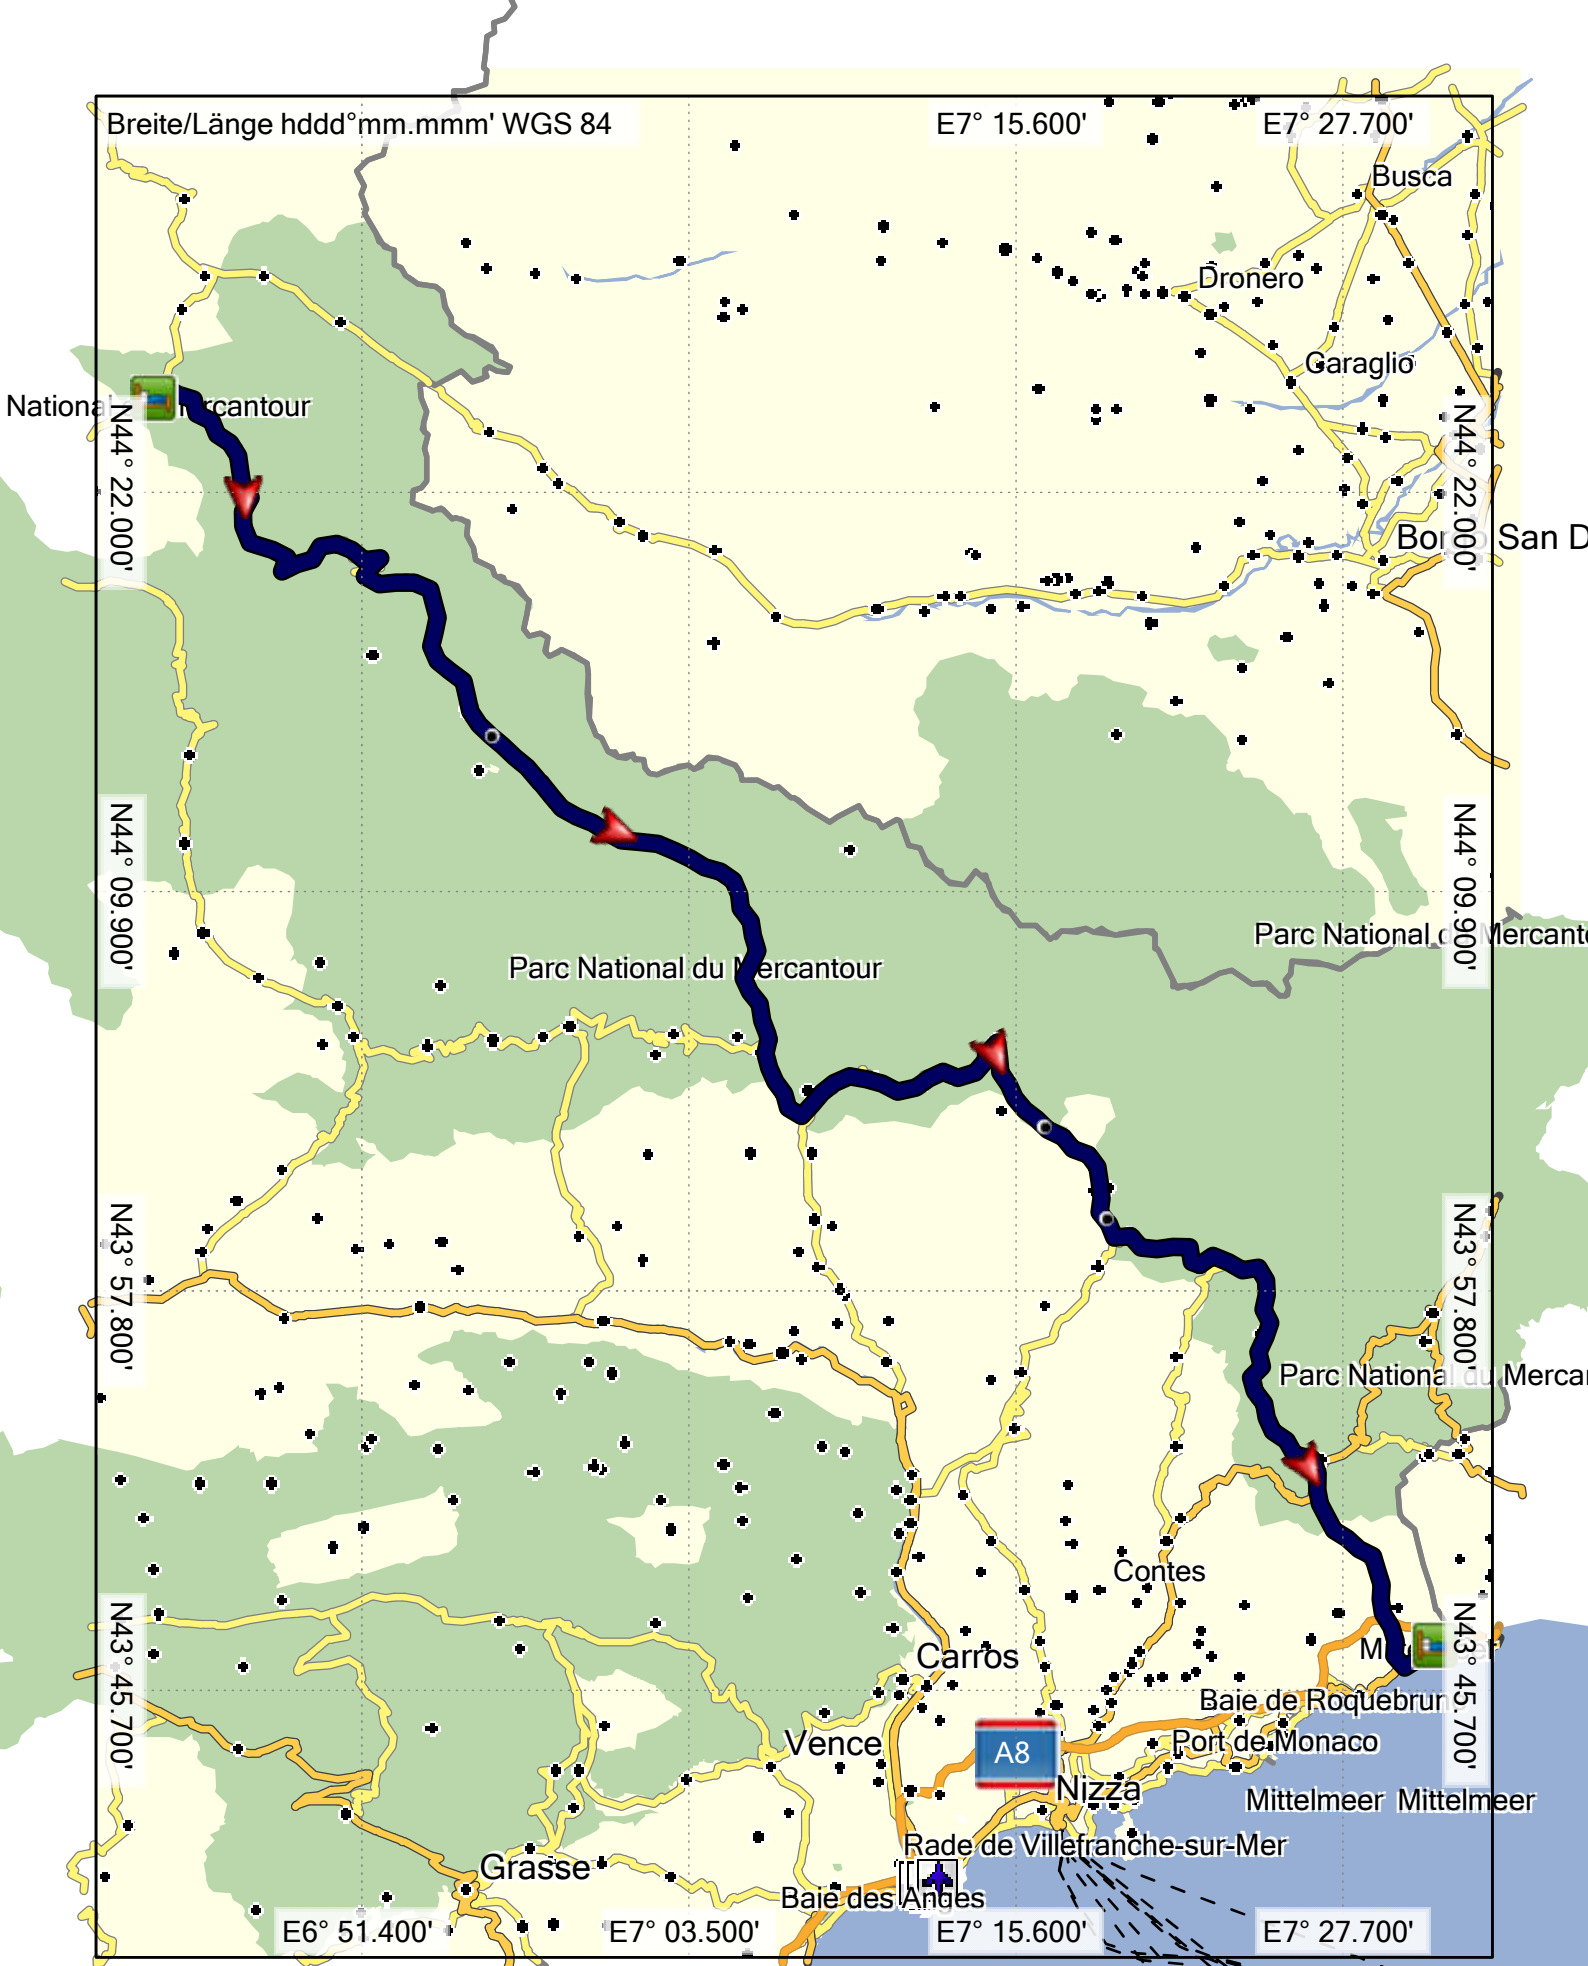 Breite/Länge hddd°mm.mmm' WGS 84
E7° 15.600'
E7° 27.700'
Busca
Dronero
Caraglio
National
rcantour
N44° 22.000'
N44° 22.000'
San D
N44° 09.900'
N44° 09.900'
Parc National du Mercantour
Parc National
N43° 57.800'
N43° 57.800'
Parc National du Mercan
Contes
N43° 45.700'
N43° 45.700'
Carros
Baie de Roquebrun
Vence
A8
Port de Monaco
Nizza
Mittelmeer Mittelmeer
Rade de Villefranche-sur-Mer
Grasse
Baie des Anges
E6° 51.400'
E7° 03.500'
E7° 15.600'
E7° 27.700'